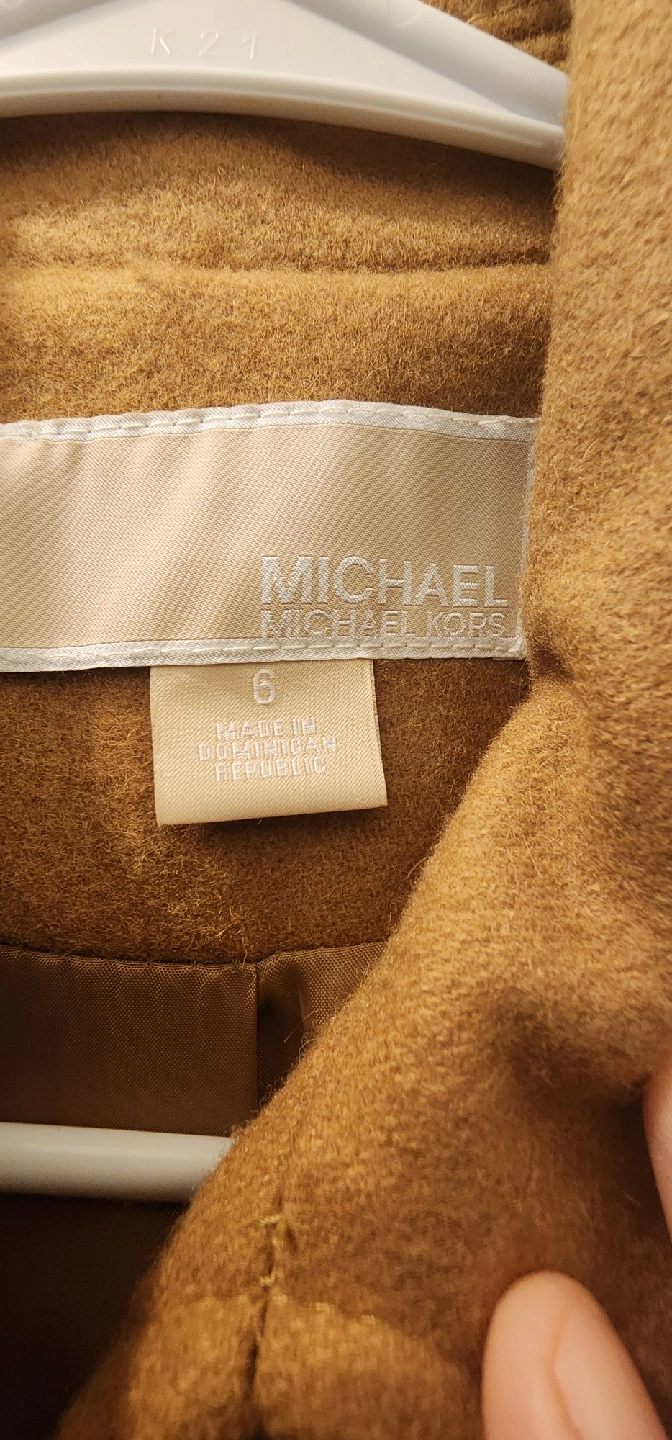 K21
MICHAEL
MICHAEL KORS
6
MADE IN
DOMINICAN
REPUBLIC